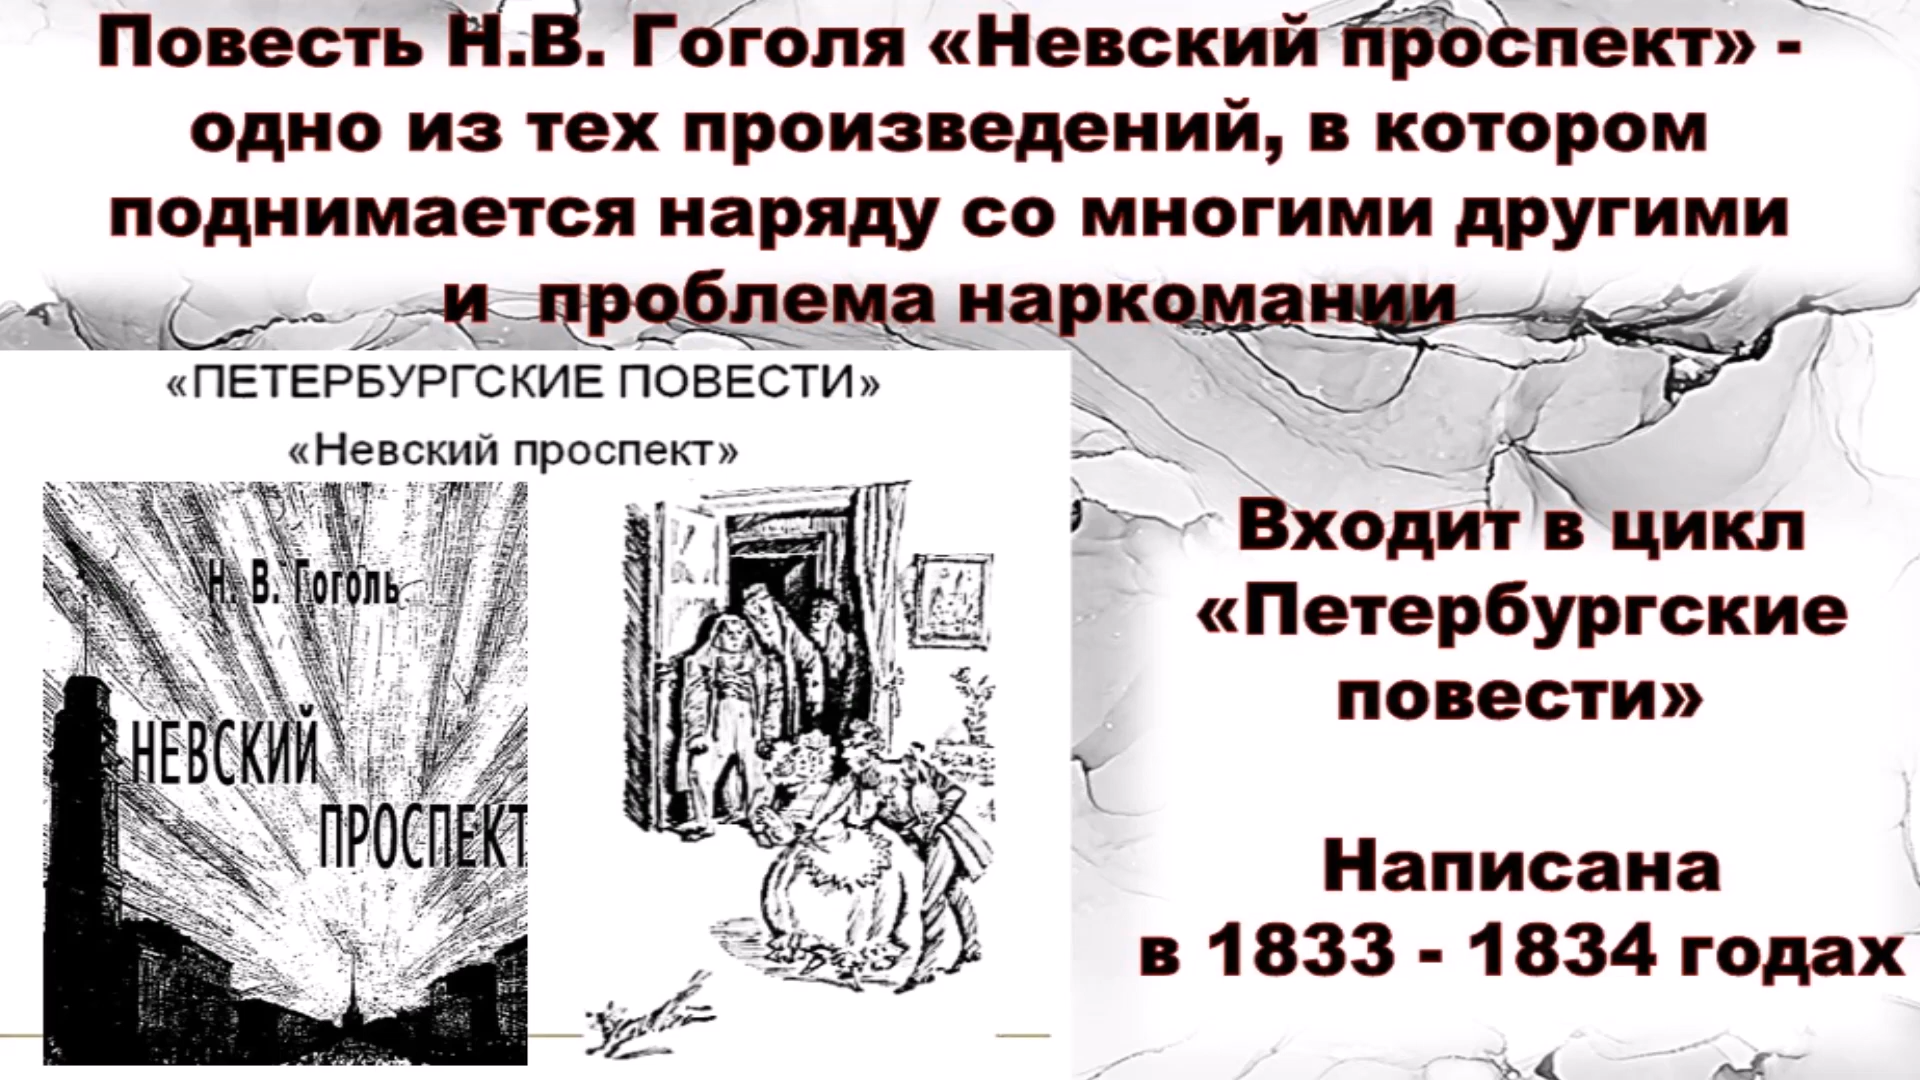 Повесть Н.В. Гоголя «Невский проспект» -
одно из тех произведений, в котором
поднимается наряду со многими другими
и проблема наркомании
«ПЕТЕРБУРГСКИЕ ПОВЕСТИ»
«Невский проспект»
Н. В. Гоголь
НЕВСКИЙ
ПРОСПЕКТ
Входит в цикл
«Петербургские
повести»
Написана
в 1833 - 1834 годах